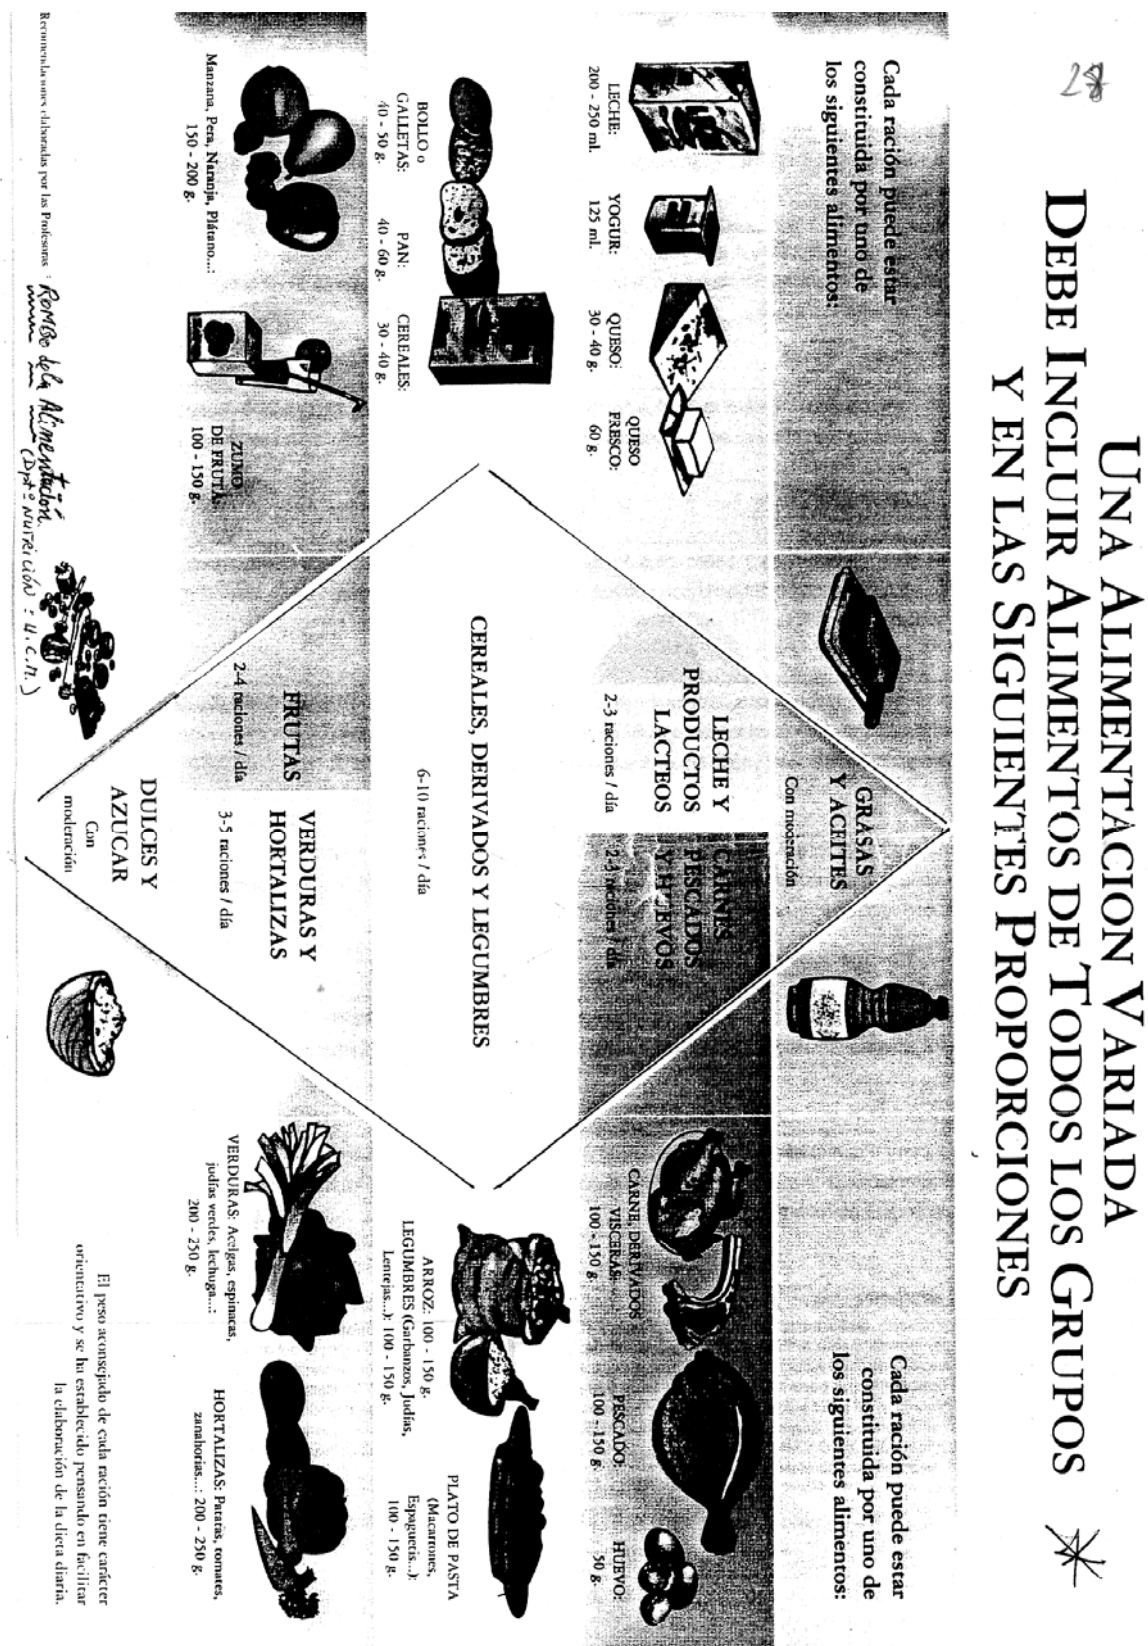 28
UNA ALIMENTACION VARIADA
DEBE INCLUIR ALIMENTOS DE TODOS LOS GRUPOS
Y EN LAS SIGUIENTES PROPORCIONES
Cada ración puede estar
constituida por uno de
los siguientes alimentos:
Cada ración puede estar
constituida por uno de
los siguientes alimentos:
GRASAS
Y ACEITES
Con moderación
LECHE:
200 - 250 ml.
YOGUR:
125 ml.
QUESO:
30 - 40 g.
QUESO
FRESCO:
60 g.
LECHE Y
PRODUCTOS
LACTEOS
2-3 raciones / día
CARNES
PESCADOS
Y HUEVOS
2-3 raciones / día
CARNE, DERIVADOS
VISCERAS:
100 - 150 g.
PESCADO:
100 - 150 g.
HUEVO:
50 g.
BOLLO o
GALLETAS:
40 - 50 g.
PAN:
40 - 60 g.
CEREALES:
30 - 40 g.
CEREALES, DERIVADOS Y LEGUMBRES
6-10 raciones / día
ARROZ: 100 - 150 g.
LEGUMBRES (Garbanzos, Judías,
Lentejas...): 100 - 150 g.
PLATO DE PASTA
(Macarrones,
Espaguetis...):
100 - 150 g.
Manzana, Pera, Naranja, Plátano...:
150 - 200 g.
ZUMO
DE FRUTA:
100 - 150 g.
FRUTAS
2-4 raciones / día
VERDURAS Y
HORTALIZAS
3-5 raciones / día
VERDURAS: Acelgas, espinacas,
judías verdes, lechuga...:
200 - 250 g.
HORTALIZAS: Patatas, tomates,
zanahorias...: 200 - 250 g.
DULCES Y
AZUCAR
Con
moderación
El peso aconsejado de cada ración tiene carácter
orientativo y se ha establecido pensando en facilitar
la elaboración de la dieta diaria.
Recomendaciones elaboradas por las Profesoras :
ROMBO de la Alimentación.
(Dptº NUTRICIÓN : U.C.M.)